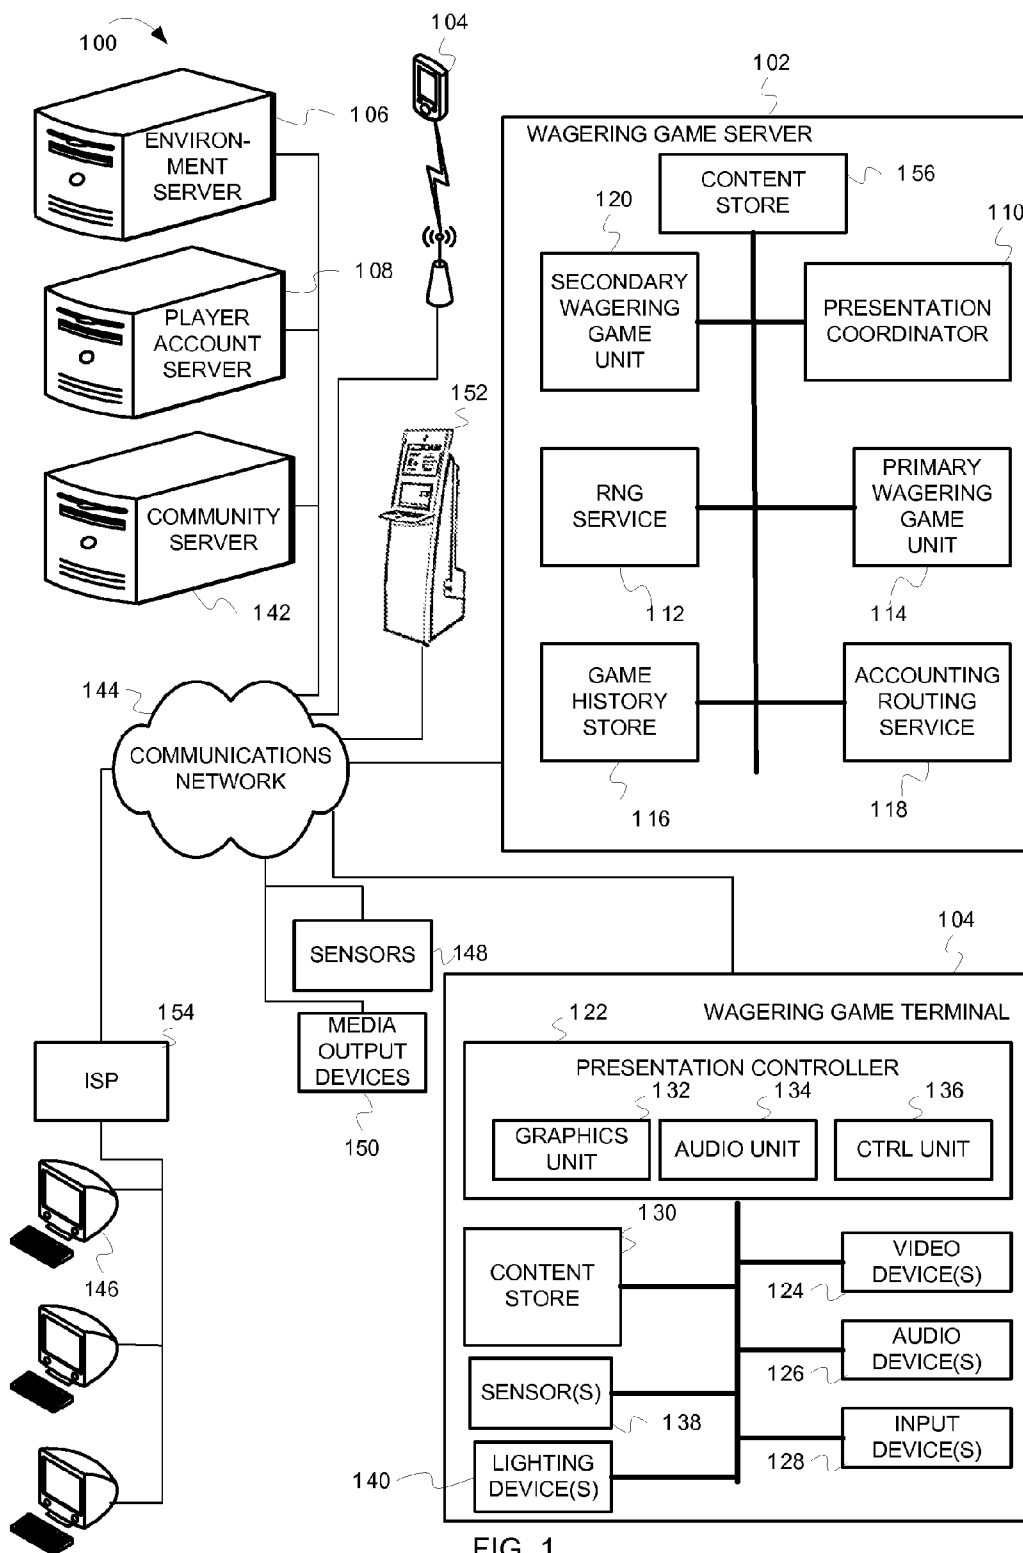 100
104
102
106
ENVIRON-
MENT
SERVER
WAGERING GAME SERVER
CONTENT
STORE
156
120
110
108
PLAYER
ACCOUNT
SERVER
SECONDARY
WAGERING
GAME
UNIT
PRESENTATION
COORDINATOR
152
COMMUNITY
SERVER
142
RNG
SERVICE
PRIMARY
WAGERING
GAME
UNIT
112
114
144
COMMUNICATIONS
NETWORK
GAME
HISTORY
STORE
ACCOUNTING
ROUTING
SERVICE
116
118
SENSORS
148
104
154
ISP
MEDIA
OUTPUT
DEVICES
150
122
WAGERING GAME TERMINAL
PRESENTATION CONTROLLER
132
134
136
GRAPHICS
UNIT
AUDIO UNIT
CTRL UNIT
146
130
CONTENT
STORE
VIDEO
DEVICE(S)
124
AUDIO
DEVICE(S)
126
SENSOR(S)
138
INPUT
DEVICE(S)
128
140
LIGHTING
DEVICE(S)
FIG. 1